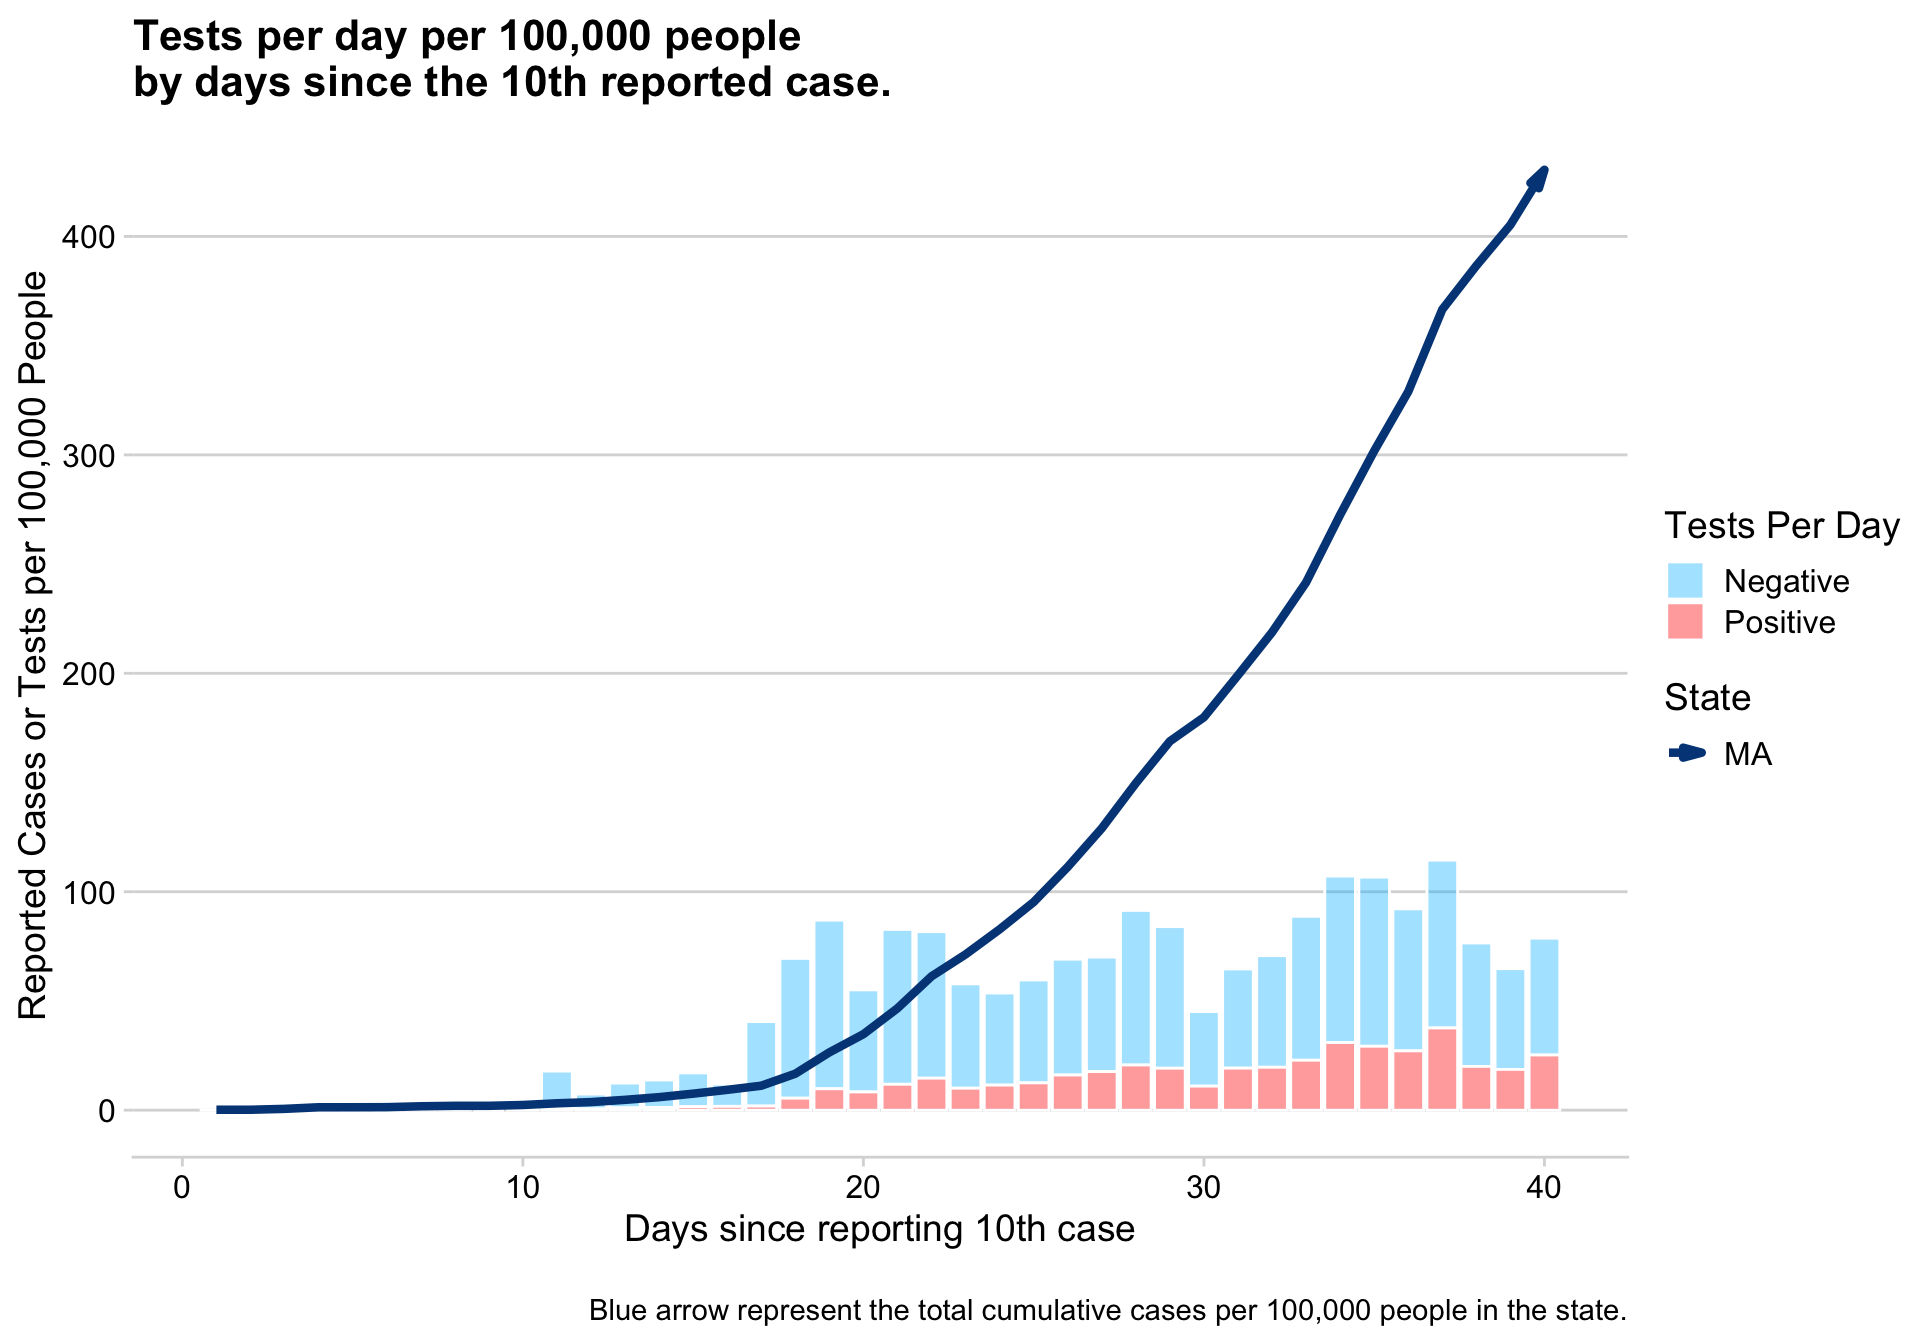 Tests per day per 100,000 people
by days since the 10th reported case.
Reported Cases or Tests per 100,000 People
400
300
200
100
0
0
10
20
30
40
Days since reporting 10th case
Tests Per Day
Negative
Positive
State
MA
Blue arrow represent the total cumulative cases per 100,000 people in the state.